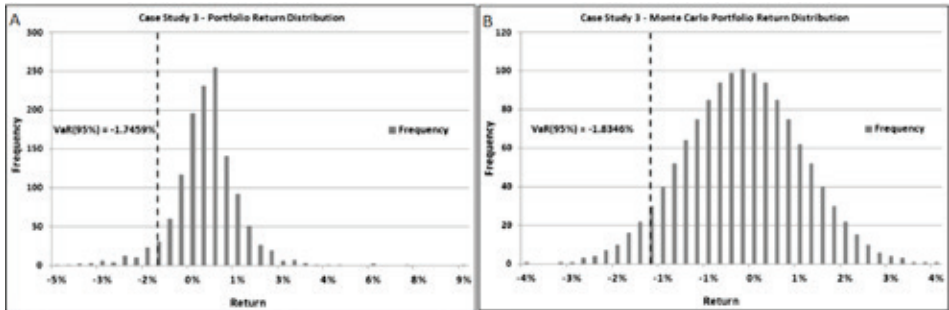 A
Case Study 3 - Portfolio Return Distribution
300
250
200
150
100
50
0
Frequency
VaR(95%) = -1.7459%
Frequency
-5% -4% -2% 0% 1% 3% 4% 6% 7% 9%
Return
B
Case Study 3 - Monte Carlo Portfolio Return Distribution
120
100
80
60
40
20
0
Frequency
VaR(95%) = -1.8346%
Frequency
-4% -3% -2% -1% -1% 0% 1% 2% 3% 4%
Return